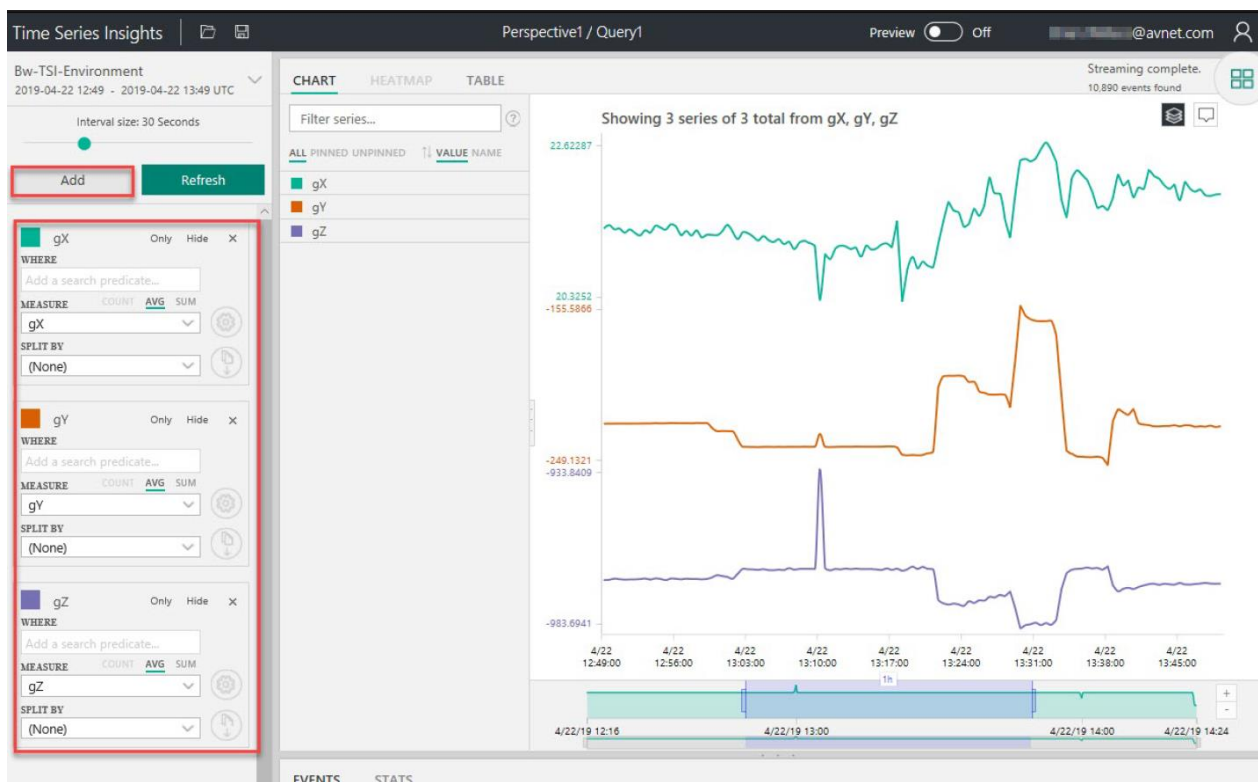 Time Series Insights
Perspective1 / Query1
Preview Off
@avnet.com
Bw-TSI-Environment
2019-04-22 12:49 - 2019-04-22 13:49 UTC
Interval size: 30 Seconds
Add Refresh
gX Only Hide ×
WHERE
Add a search predicate...
MEASURE COUNT AVG SUM
gX
SPLIT BY
(None)
gY Only Hide ×
WHERE
Add a search predicate...
MEASURE COUNT AVG SUM
gY
SPLIT BY
(None)
gZ Only Hide ×
WHERE
Add a search predicate...
MEASURE COUNT AVG SUM
gZ
SPLIT BY
(None)
CHART HEATMAP TABLE
Streaming complete.
10,890 events found
Filter series... ?
ALL PINNED UNPINNED VALUE NAME
gX
gY
gZ
Showing 3 series of 3 total from gX, gY, gZ
22.62287
20.3252
-155.5866
-249.1321
-933.8409
-983.6941
4/22 4/22 4/22 4/22 4/22 4/22 4/22 4/22 4/22
12:49:00 12:56:00 13:03:00 13:10:00 13:17:00 13:24:00 13:31:00 13:38:00 13:45:00
1h
+
-
4/22/19 12:16 4/22/19 13:00 4/22/19 14:00 4/22/19 14:24
EVENTS STATS